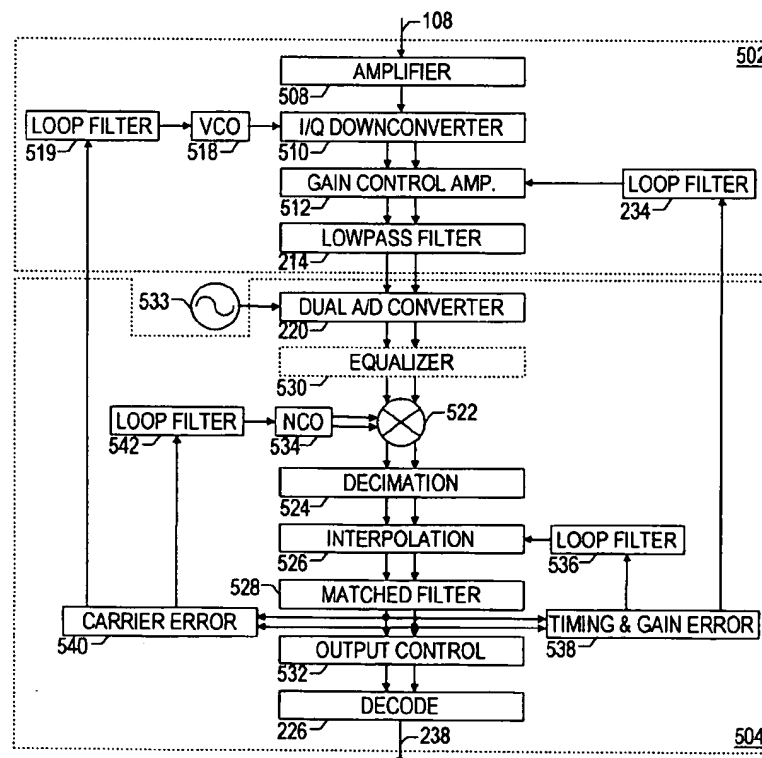 108
502
AMPLIFIER
508
LOOP FILTER
519
VCO
518
I/Q DOWNCONVERTER
510
GAIN CONTROL AMP.
512
LOOP FILTER
234
LOWPASS FILTER
214
533
DUAL A/D CONVERTER
220
EQUALIZER
530
LOOP FILTER
542
NCO
534
522
DECIMATION
524
INTERPOLATION
526
LOOP FILTER
536
528
MATCHED FILTER
CARRIER ERROR
540
TIMING & GAIN ERROR
538
OUTPUT CONTROL
532
DECODE
226
238
504